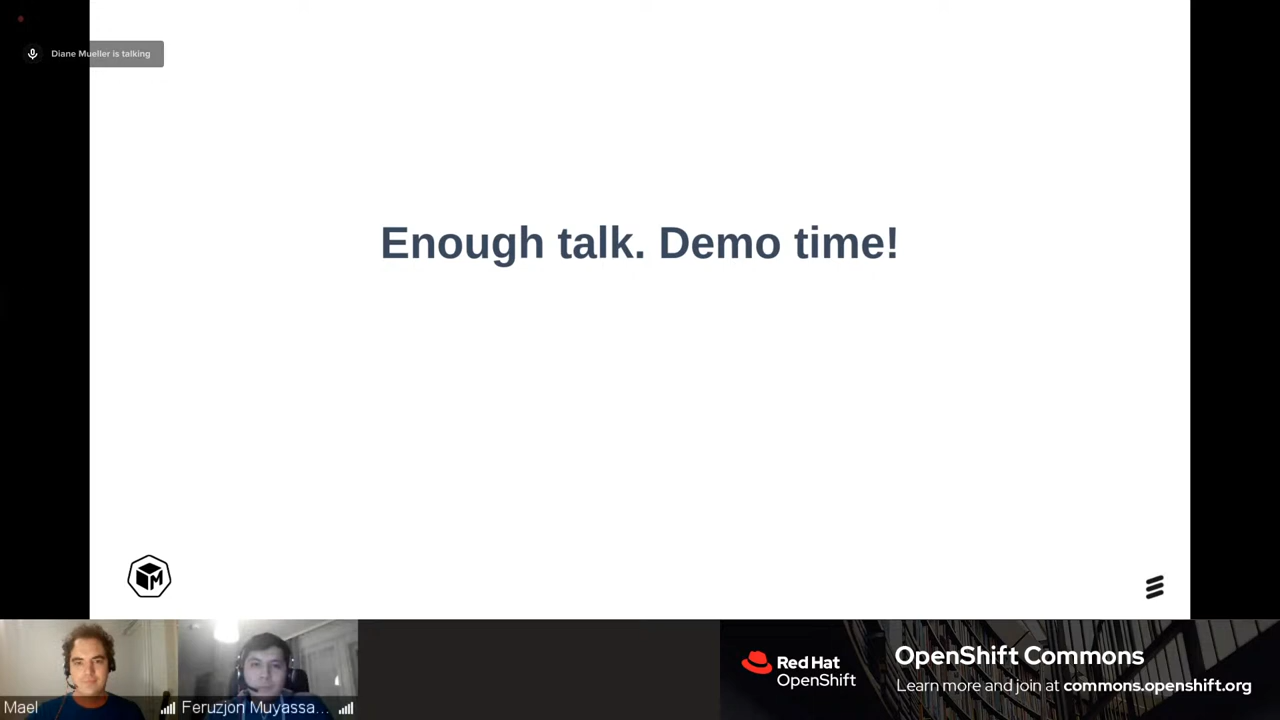 Diane Mueller is talking
Enough talk. Demo time!
M
Mael
Feruzjon Muyassa...
Red Hat
OpenShift
OpenShift Commons
Learn more and join at commons.openshift.org